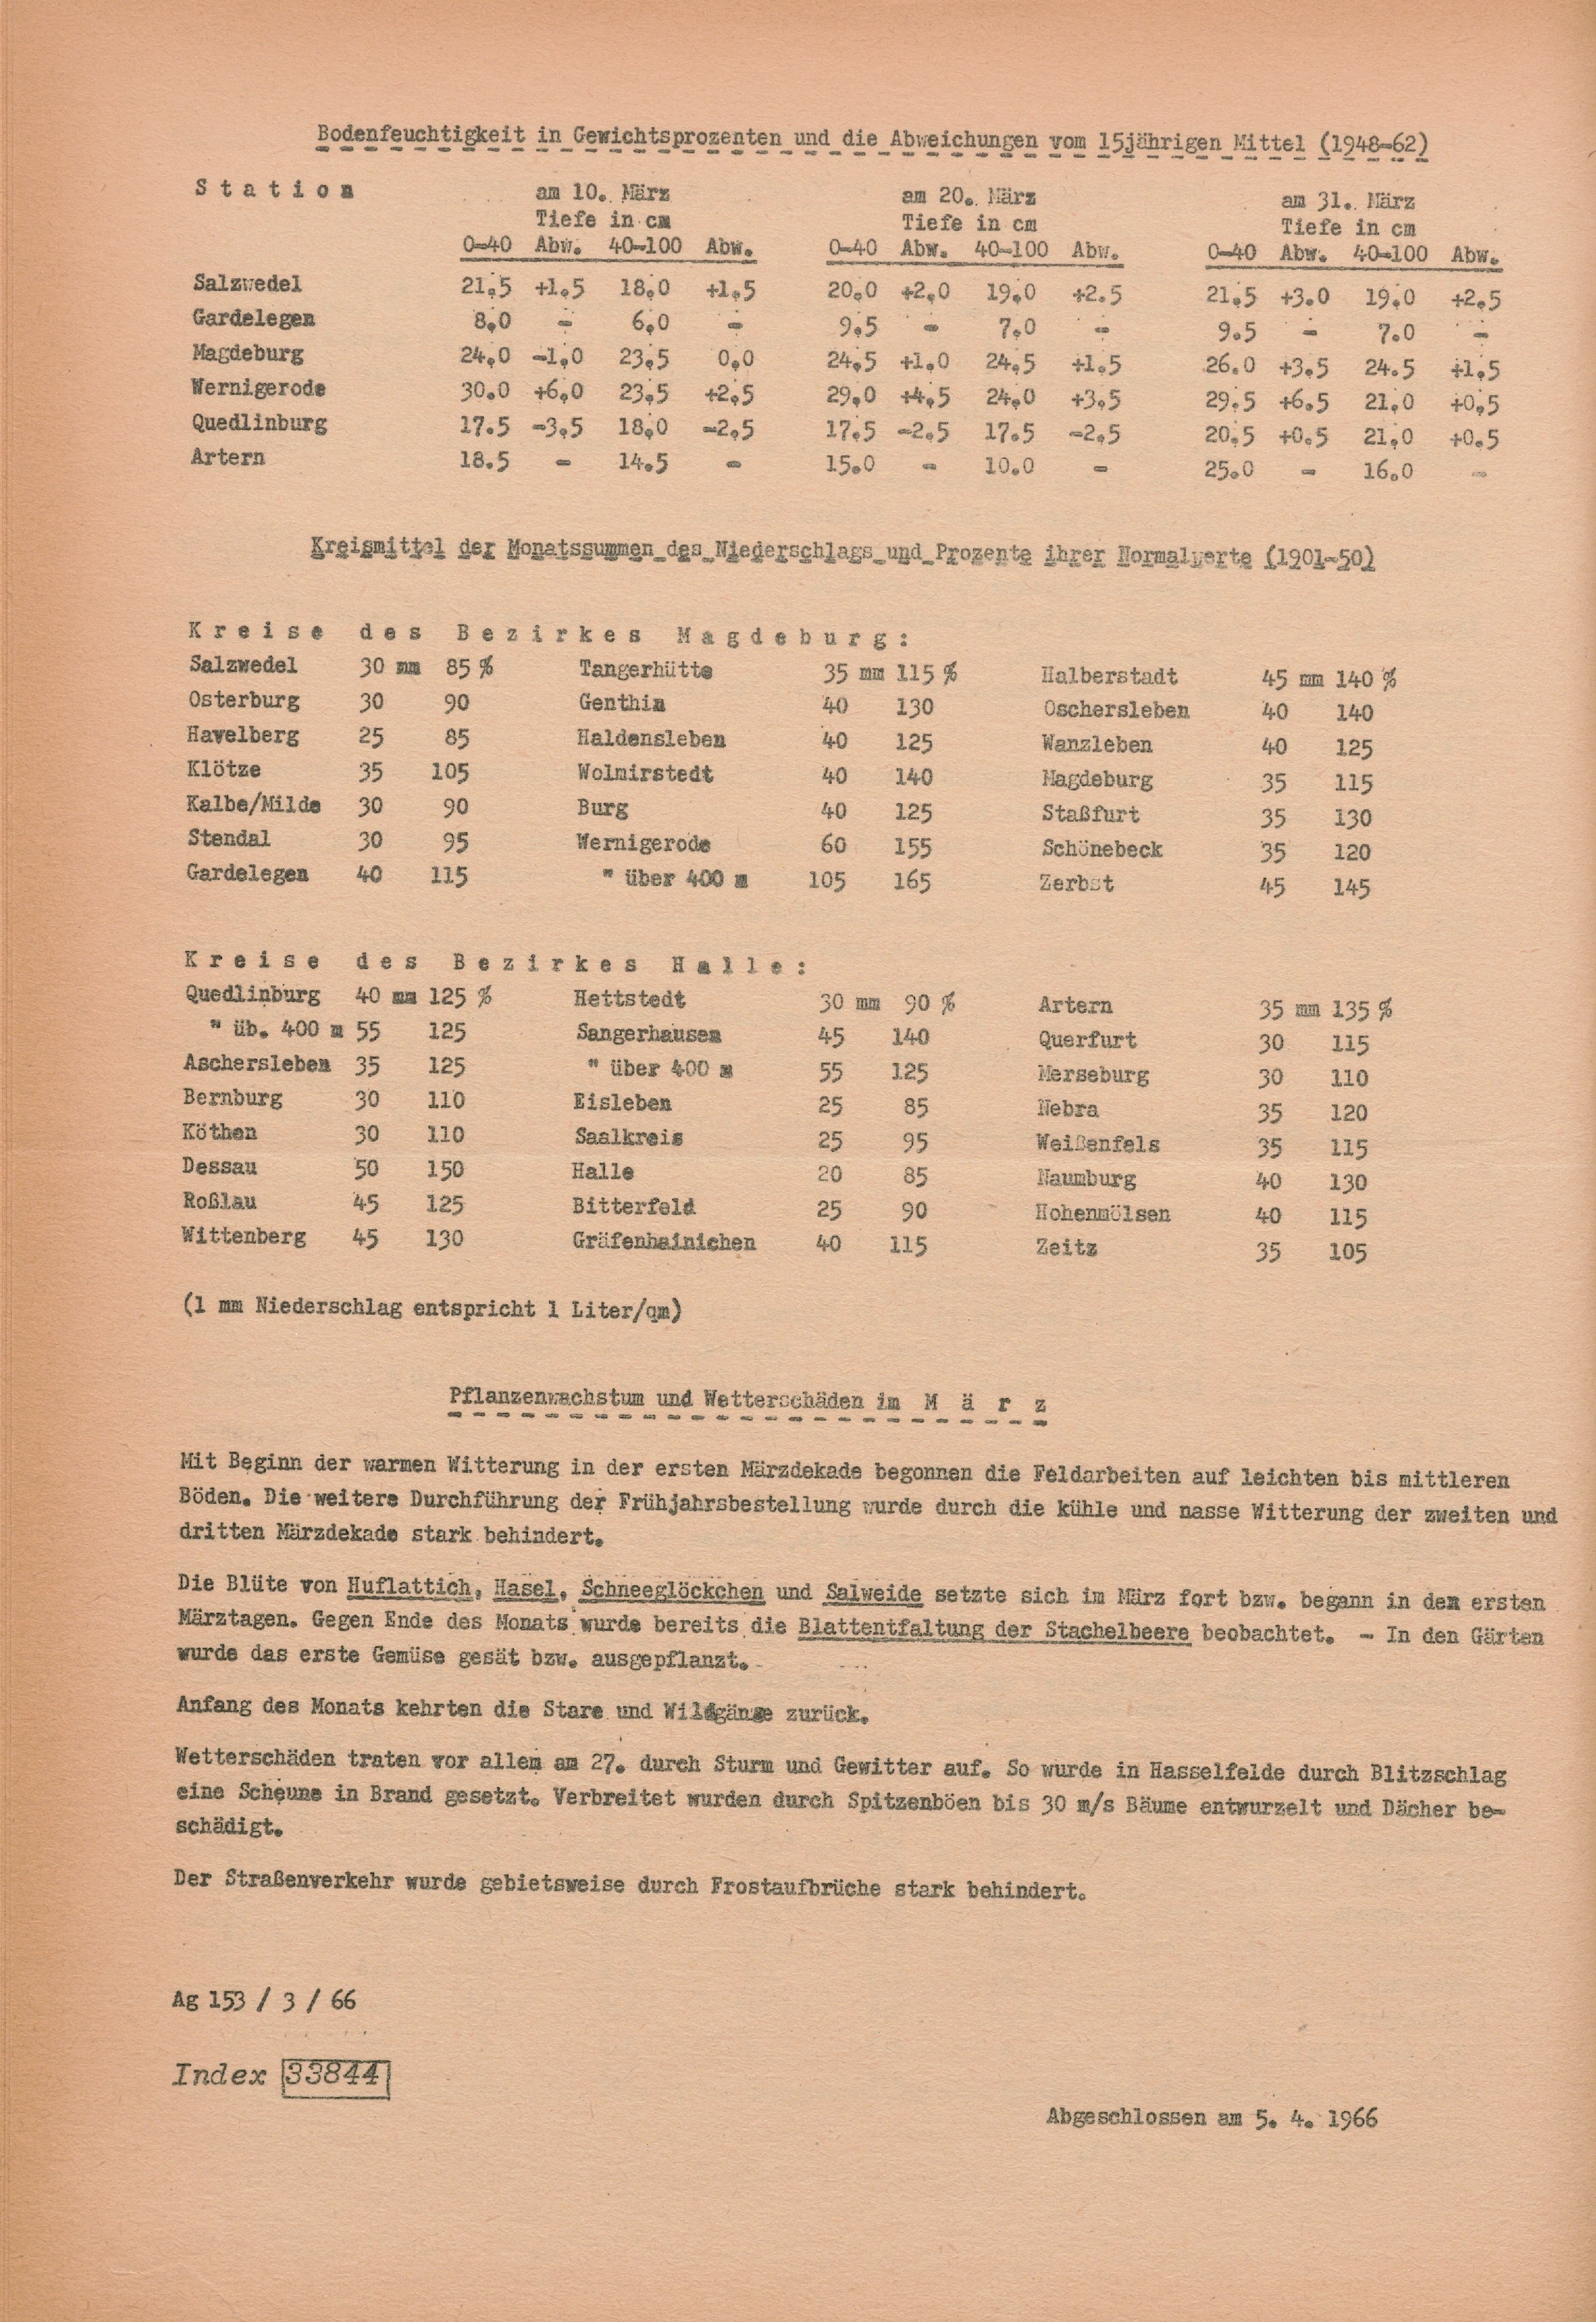 Bodenfeuchtigkeit in Gewichtsprozenten und die Abweichungen vom 15jährigen Mittel (1948-62)
Station am 10. März am 20. März am 31. März
Tiefe in cm Tiefe in cm Tiefe in cm
0-40 Abw. 40-100 Abw. 0-40 Abw. 40-100 Abw. 0-40 Abw. 40-100 Abw.
Salzwedel 21,5 +1,5 18,0 +1,5 20,0 +2,0 19,0 +2.5 21,5 +3.0 19,0 +2,5
Gardelegen 8,0 - 6,0 - 9,5 - 7.0 - 9.5 - 7.0 -
Magdeburg 24,0 -1,0 23,5 0,0 24,5 +1.0 24,5 +1,5 26.0 +3,5 24.5 +1,5
Wernigerode 30.0 +6,0 23,5 +2,5 29,0 +4,5 24,0 +3,5 29.5 +6.5 21,0 +0,5
Quedlinburg 17.5 -3,5 18,0 -2,5 17,5 -2,5 17.5 -2,5 20,5 +0.5 21,0 +0.5
Artern 18.5 - 14.5 - 15.0 - 10.0 - 25.0 - 16.0 -
Kreismittel der Monatssummen des Niederschlags und Prozente ihrer Normalwerte (1901-50)
Kreise des Bezirkes Magdeburg:
Salzwedel 30 mm 85 % Tangerhütte 35 mm 115 % Halberstadt 45 mm 140 %
Osterburg 30 90 Genthin 40 130 Oschersleben 40 140
Havelberg 25 85 Haldensleben 40 125 Wanzleben 40 125
Klötze 35 105 Wolmirstedt 40 140 Magdeburg 35 115
Kalbe/Milde 30 90 Burg 40 125 Staßfurt 35 130
Stendal 30 95 Wernigerode 60 155 Schönebeck 35 120
Gardelegen 40 115 " über 400 m 105 165 Zerbst 45 145
Kreise des Bezirkes Halle:
Quedlinburg 40 mm 125 % Hettstedt 30 mm 90 % Artern 35 mm 135 %
" üb. 400 m 55 125 Sangerhausen 45 140 Querfurt 30 115
Aschersleben 35 125 " über 400 m 55 125 Merseburg 30 110
Bernburg 30 110 Eisleben 25 85 Nebra 35 120
Köthen 30 110 Saalkreis 25 95 Weißenfels 35 115
Dessau 50 150 Halle 20 85 Naumburg 40 130
Roßlau 45 125 Bitterfeld 25 90 Hohenmölsen 40 115
Wittenberg 45 130 Gräfenhainichen 40 115 Zeitz 35 105
(1 mm Niederschlag entspricht 1 Liter/qm)
Pflanzenwachstum und Wetterschäden im März
Mit Beginn der warmen Witterung in der ersten Märzdekade begonnen die Feldarbeiten auf leichten bis mittleren
Böden. Die weitere Durchführung der Frühjahrsbestellung wurde durch die kühle und nasse Witterung der zweiten und
dritten Märzdekade stark behindert.
Die Blüte von Huflattich, Hasel, Schneeglöckchen und Salweide setzte sich im März fort bzw. begann in den ersten
Märztagen. Gegen Ende des Monats wurde bereits die Blattentfaltung der Stachelbeere beobachtet. - In den Gärten
wurde das erste Gemüse gesät bzw. ausgepflanzt.
Anfang des Monats kehrten die Stare und Wildgänse zurück.
Wetterschäden traten vor allem am 27. durch Sturm und Gewitter auf. So wurde in Hasselfelde durch Blitzschlag
eine Scheune in Brand gesetzt. Verbreitet wurden durch Spitzenböen bis 30 m/s Bäume entwurzelt und Dächer be-
schädigt.
Der Straßenverkehr wurde gebietsweise durch Frostaufbrüche stark behindert.
Ag 153 / 3 / 66
Index 33844
Abgeschlossen am 5. 4. 1966